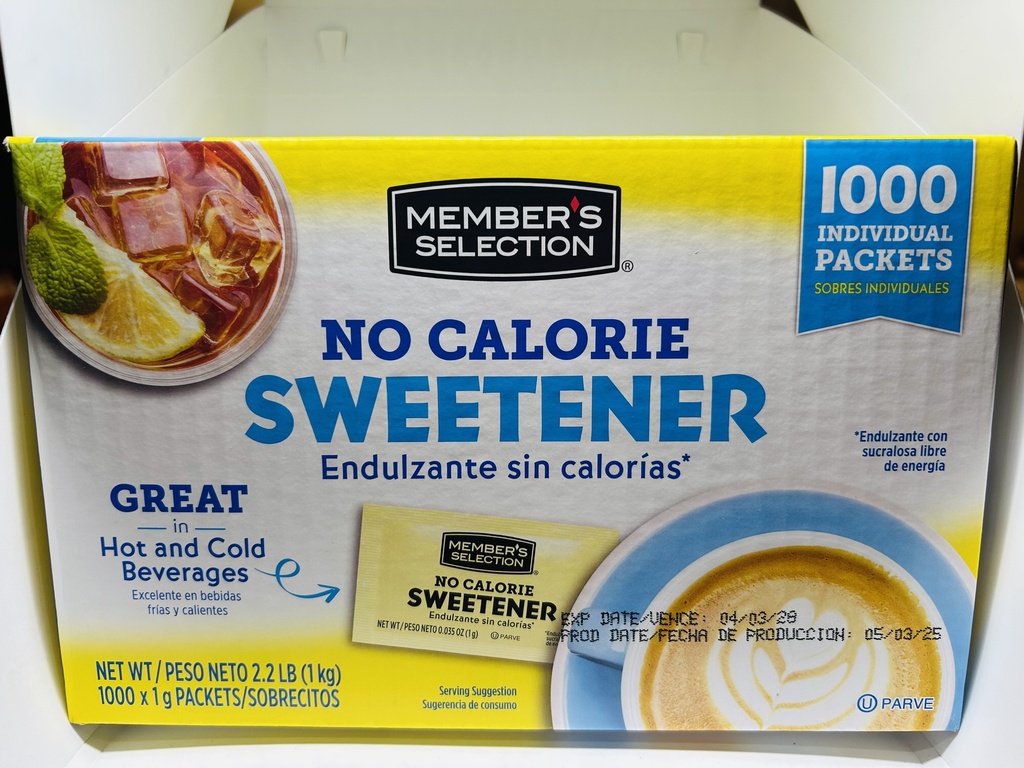 MEMBER'S
SELECTION®
1000
INDIVIDUAL
PACKETS
SOBRES INDIVIDUALES
NO CALORIE
SWEETENER
Endulzante sin calorías*
*Endulzante con
sucralosa libre
de energía
GREAT
in
Hot and Cold
Beverages
Excelente en bebidas
frías y calientes
MEMBER'S
SELECTION®
NO CALORIE
SWEETENER
Endulzante sin calorías*
NET WT/PESO NETO 0.035 OZ (1g)
U PARVE
EXP DATE/VENCE: 04/03/28
PROD DATE/FECHA DE PRODUCCION: 05/03/25
NET WT/PESO NETO 2.2 LB (1 kg)
1000 x 1 g PACKETS/SOBRECITOS
Serving Suggestion
Sugerencia de consumo
U PARVE